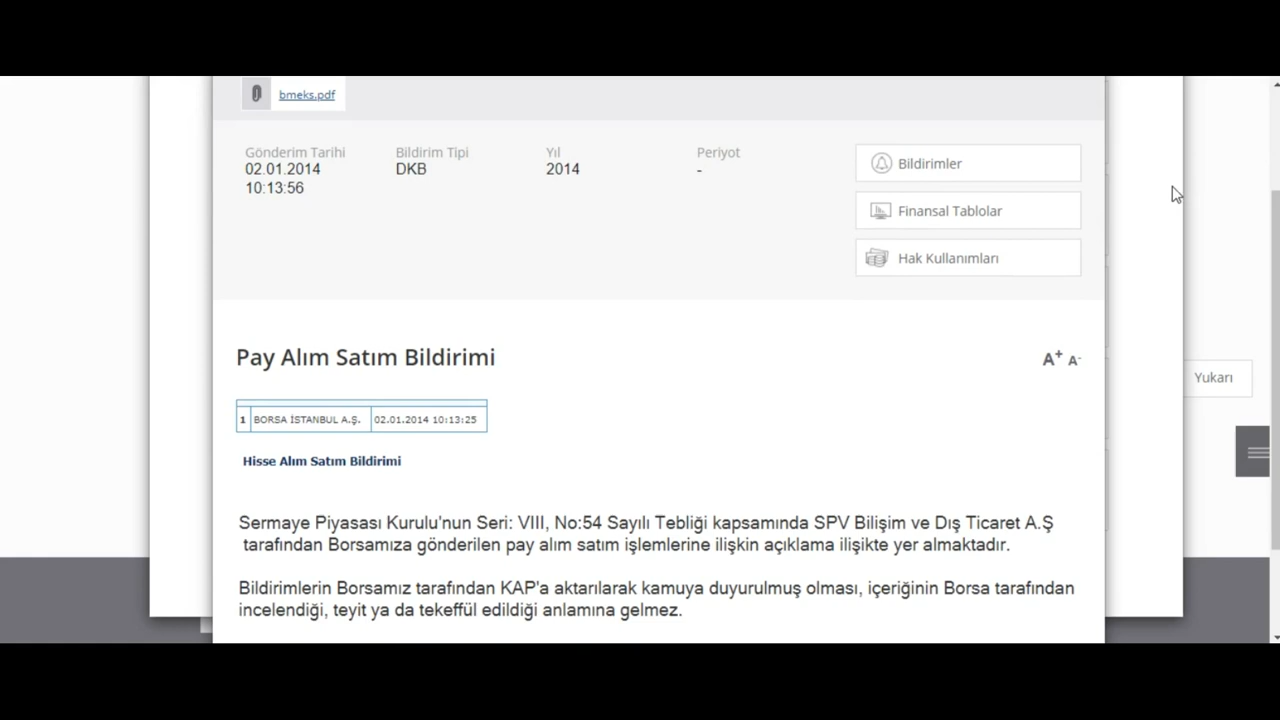 bmeks.pdf
Gönderim Tarihi
02.01.2014
10:13:56
Bildirim Tipi
DKB
Yıl
2014
Periyot
-
Bildirimler
Finansal Tablolar
Hak Kullanımları
Pay Alım Satım Bildirimi
A+ A-
1 BORSA İSTANBUL A.Ş. 02.01.2014 10:13:25
Hisse Alım Satım Bildirimi
Yukarı
Sermaye Piyasası Kurulu'nun Seri: VIII, No:54 Sayılı Tebliği kapsamında SPV Bilişim ve Dış Ticaret A.Ş
tarafından Borsamıza gönderilen pay alım satım işlemlerine ilişkin açıklama ilişikte yer almaktadır.
Bildirimlerin Borsamız tarafından KAP'a aktarılarak kamuya duyurulmuş olması, içeriğinin Borsa tarafından
incelendiği, teyit ya da tekeffül edildiği anlamına gelmez.